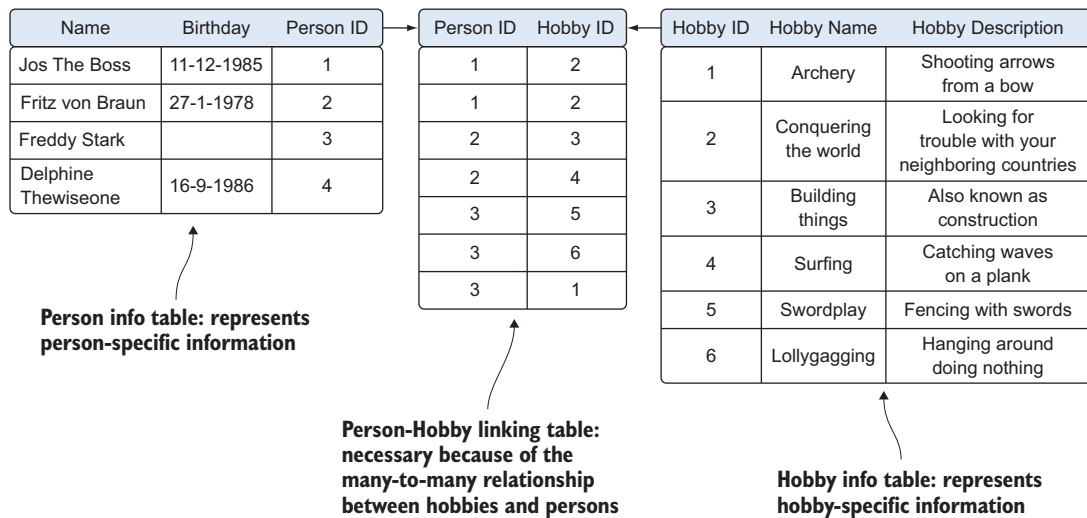 Name Birthday Person ID
Jos The Boss 11-12-1985 1
Fritz von Braun 27-1-1978 2
Freddy Stark 3
Delphine
Thewiseone 16-9-1986 4
Person ID Hobby ID
1 2
1 2
2 3
2 4
3 5
3 6
3 1
Hobby ID Hobby Name Hobby Description
1 Archery Shooting arrows
from a bow
2 Conquering
the world
Looking for
trouble with your
neighboring countries
3 Building
things
Also known as
construction
4 Surfing Catching waves
on a plank
5 Swordplay Fencing with swords
6 Lollygagging Hanging around
doing nothing
Person info table: represents
person-specific information
Person-Hobby linking table:
necessary because of the
many-to-many relationship
between hobbies and persons
Hobby info table: represents
hobby-specific information